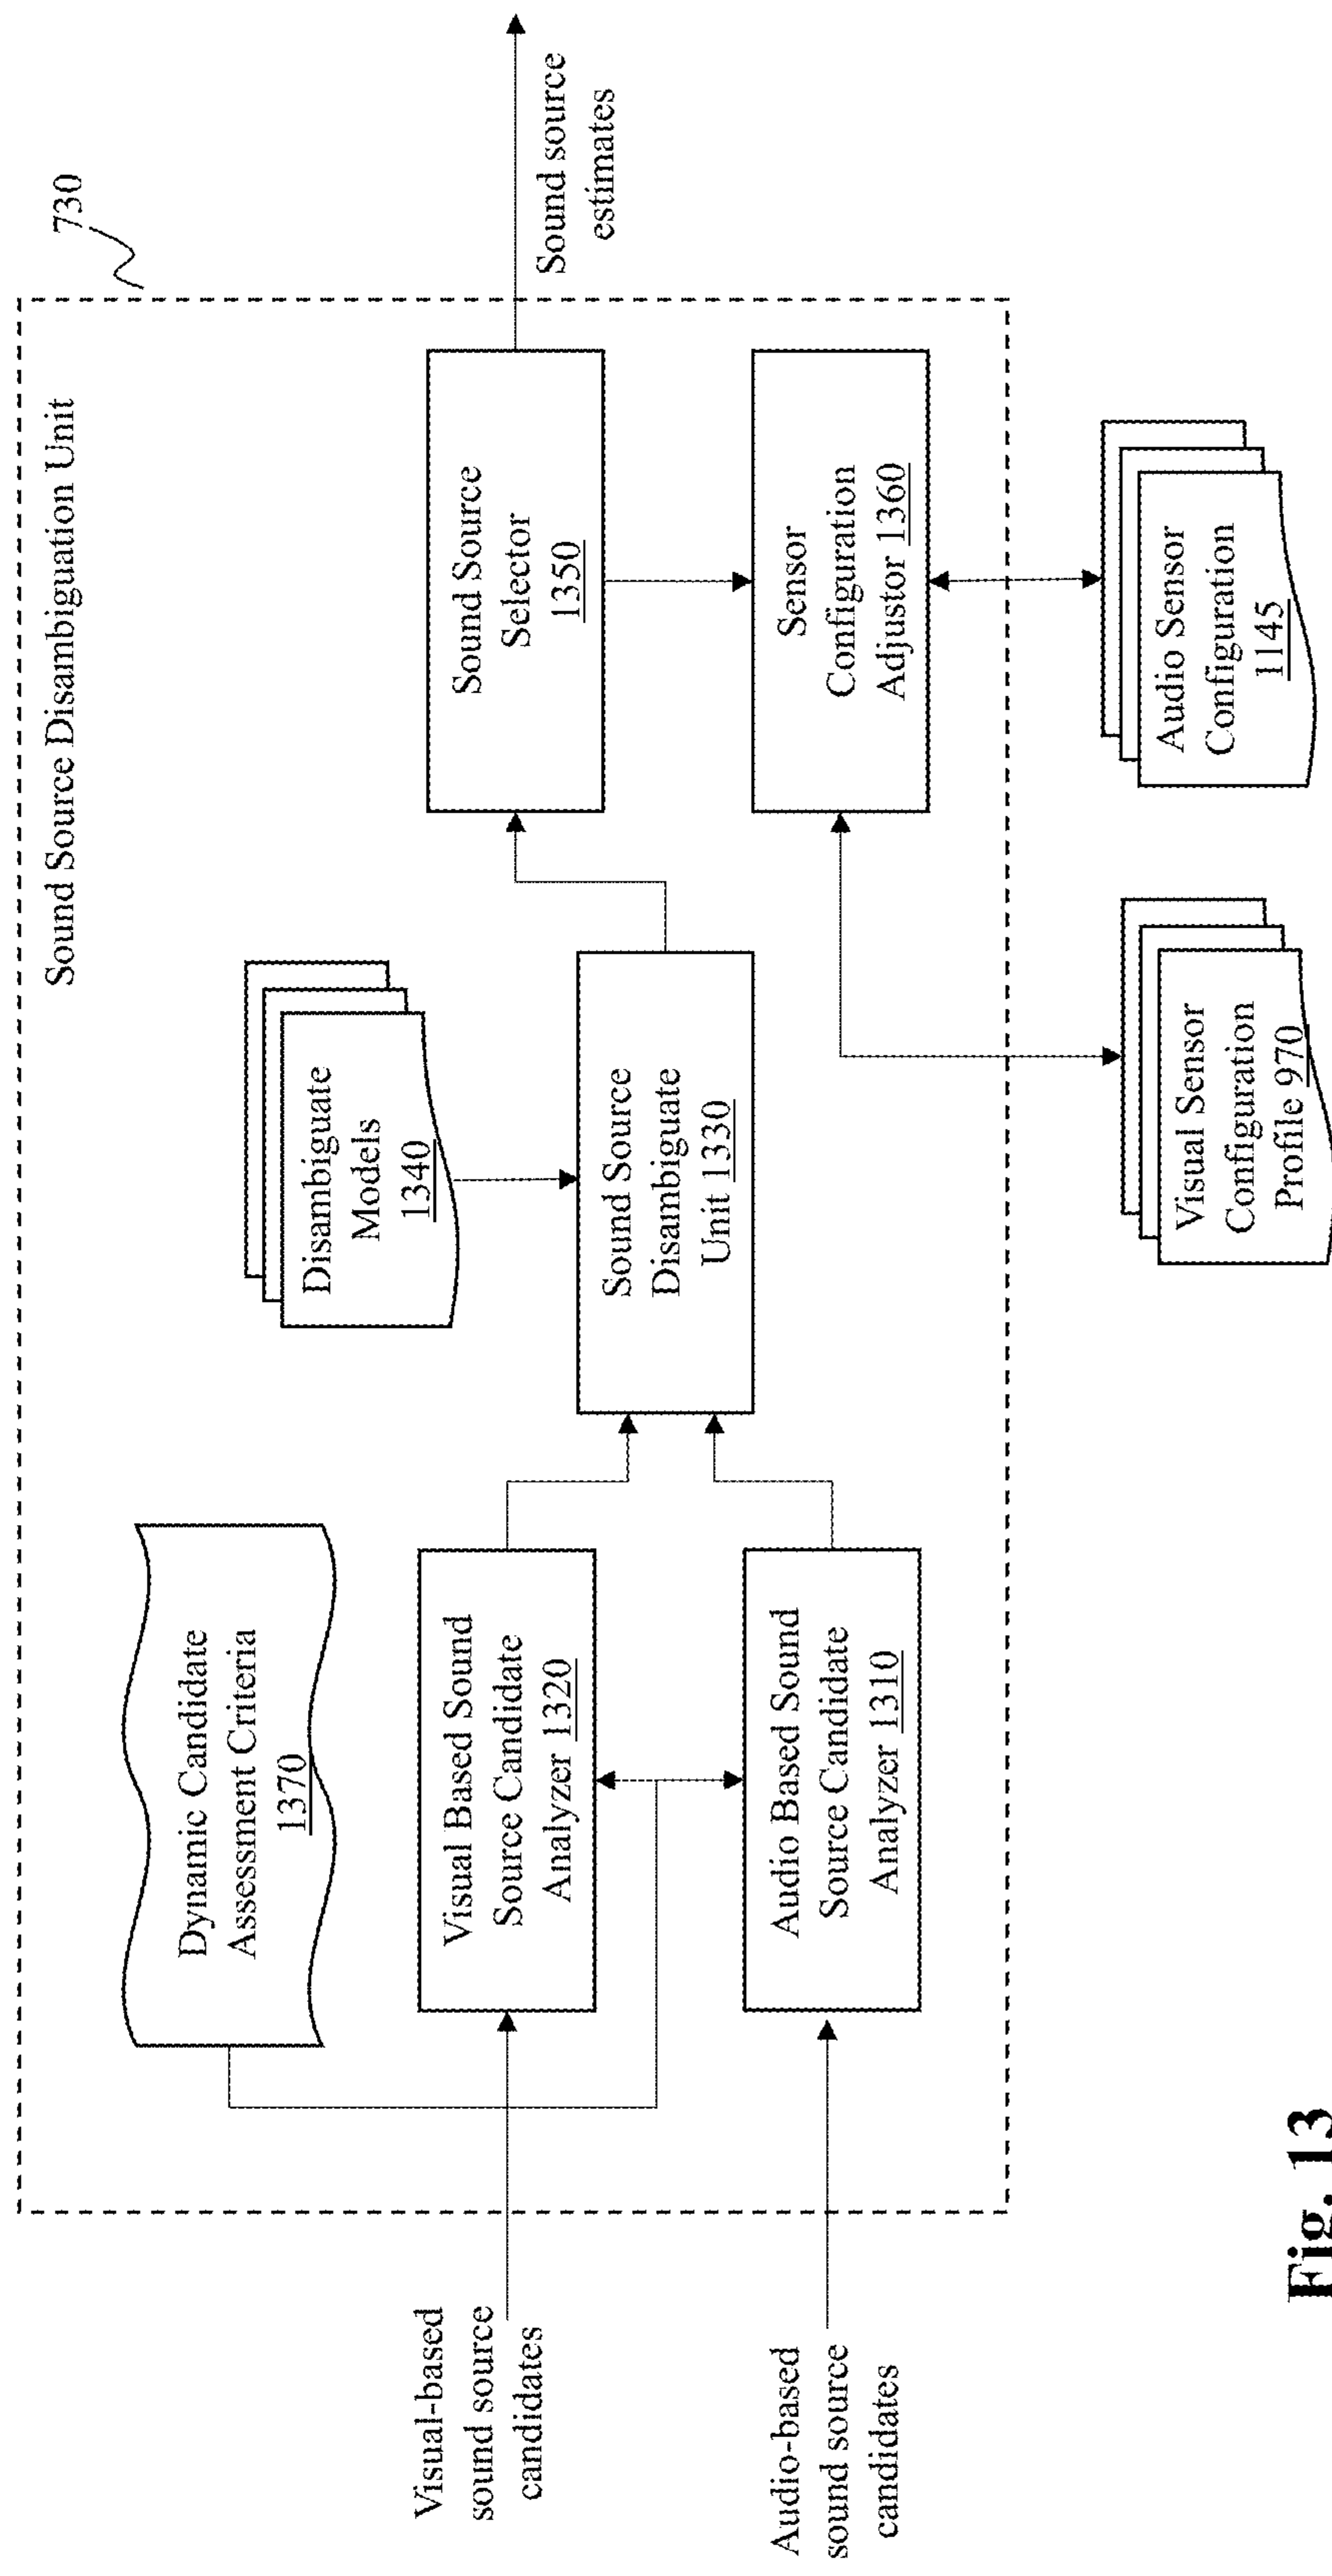 730
Sound Source Disambiguation Unit
Dynamic Candidate
Assessment Criteria
1370
Disambiguate
Models
1340
Visual-based
sound source
candidates
Visual Based Sound
Source Candidate
Analyzer 1320
Sound Source
Disambiguate
Unit 1330
Sound Source
Selector
1350
Sound source
estimates
Audio-based
sound source
candidates
Audio Based Sound
Source Candidate
Analyzer 1310
Sensor
Configuration
Adjustor 1360
Visual Sensor
Configuration
Profile 970
Audio Sensor
Configuration
1145
Fig. 13